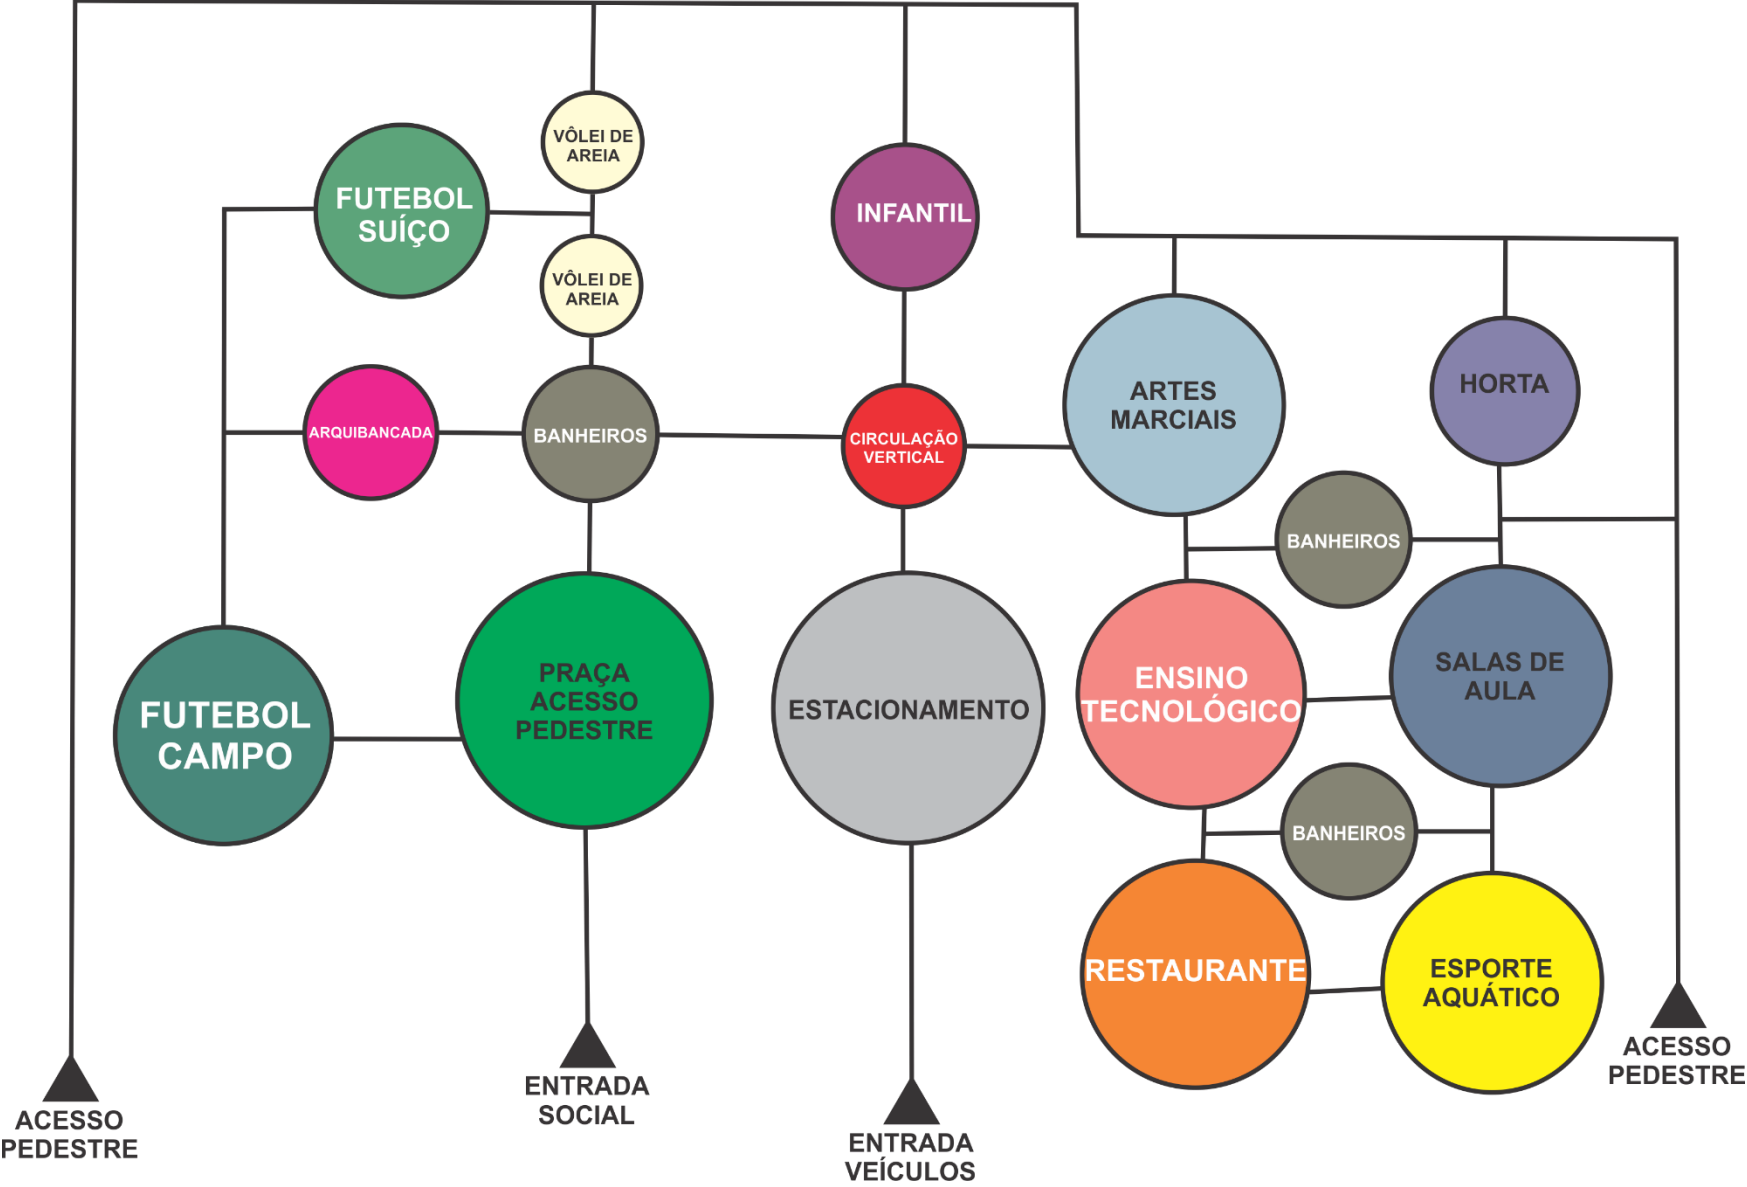 VÔLEI DE
AREIA
FUTEBOL
SUÍÇO
INFANTIL
VÔLEI DE
AREIA
ARTES
MARCIAIS
HORTA
ARQUIBANCADA
BANHEIROS
CIRCULAÇÃO
VERTICAL
BANHEIROS
PRAÇA
ACESSO
PEDESTRE
ESTACIONAMENTO
ENSINO
TECNOLÓGICO
SALAS DE
AULA
FUTEBOL
CAMPO
BANHEIROS
RESTAURANTE
ESPORTE
AQUÁTICO
ACESSO
PEDESTRE
ENTRADA
SOCIAL
ENTRADA
VEÍCULOS
ACESSO
PEDESTRE